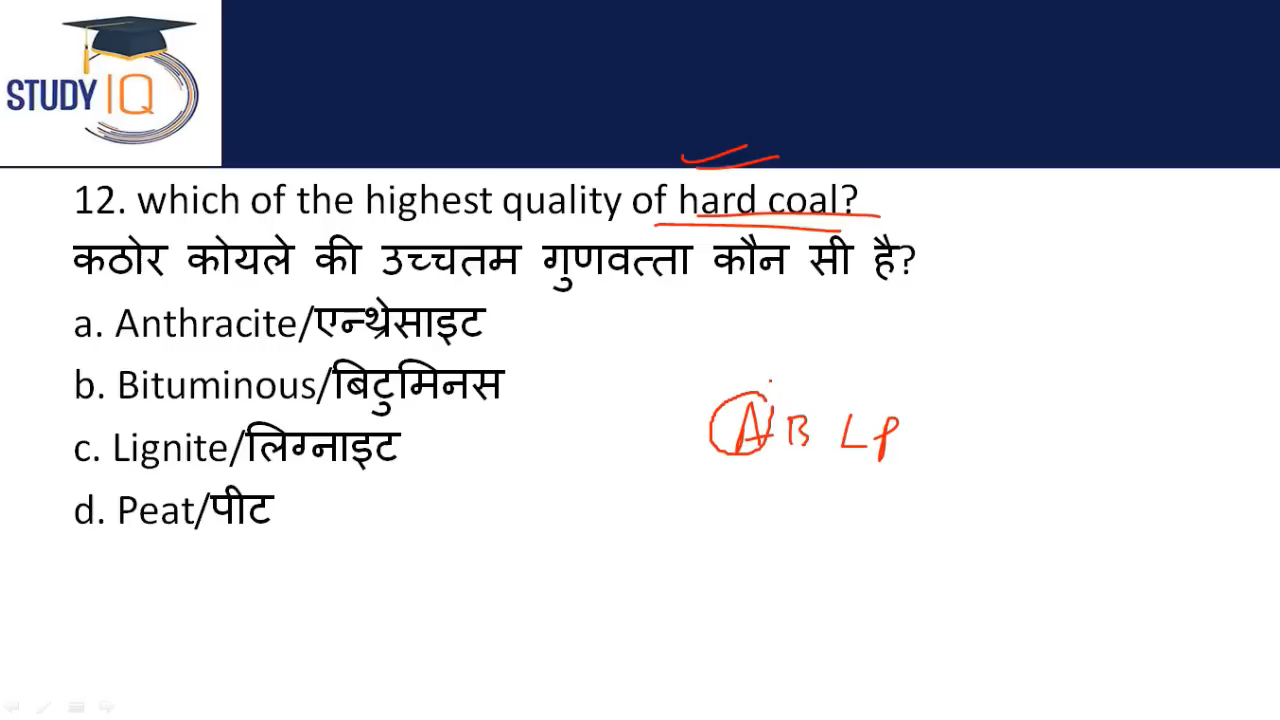 STUDY IQ
12. which of the highest quality of hard coal?
कठोर कोयले की उच्चतम गुणवत्ता कौन सी है?
a. Anthracite/एन्थ्रेसाइट
b. Bituminous/बिटुमिनस
A B L P
c. Lignite/लिग्नाइट
d. Peat/पीट